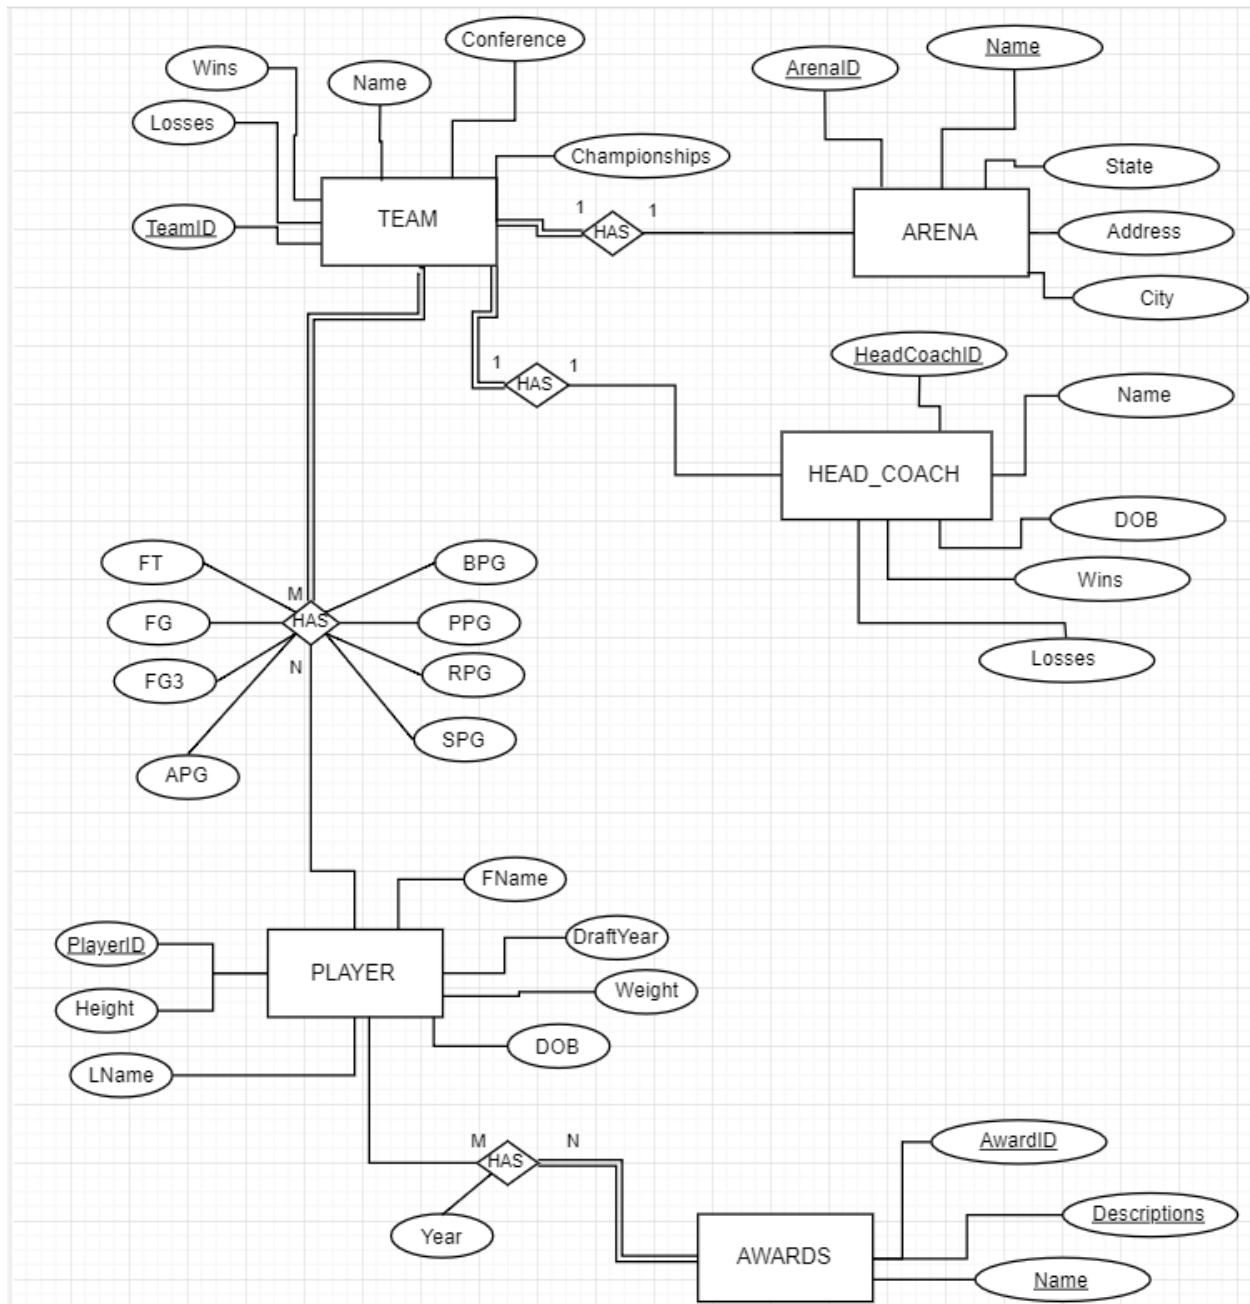 Conference
Name
Wins
Name
ArenaID
Losses
Championships
State
TeamID
TEAM
1
1
HAS
ARENA
Address
City
HeadCoachID
1
1
HAS
Name
HEAD_COACH
DOB
FT
BPG
Wins
M
FG
HAS
PPG
Losses
N
FG3
RPG
SPG
APG
FName
PlayerID
DraftYear
PLAYER
Weight
Height
DOB
LName
M
N
AwardID
HAS
Descriptions
Year
AWARDS
Name